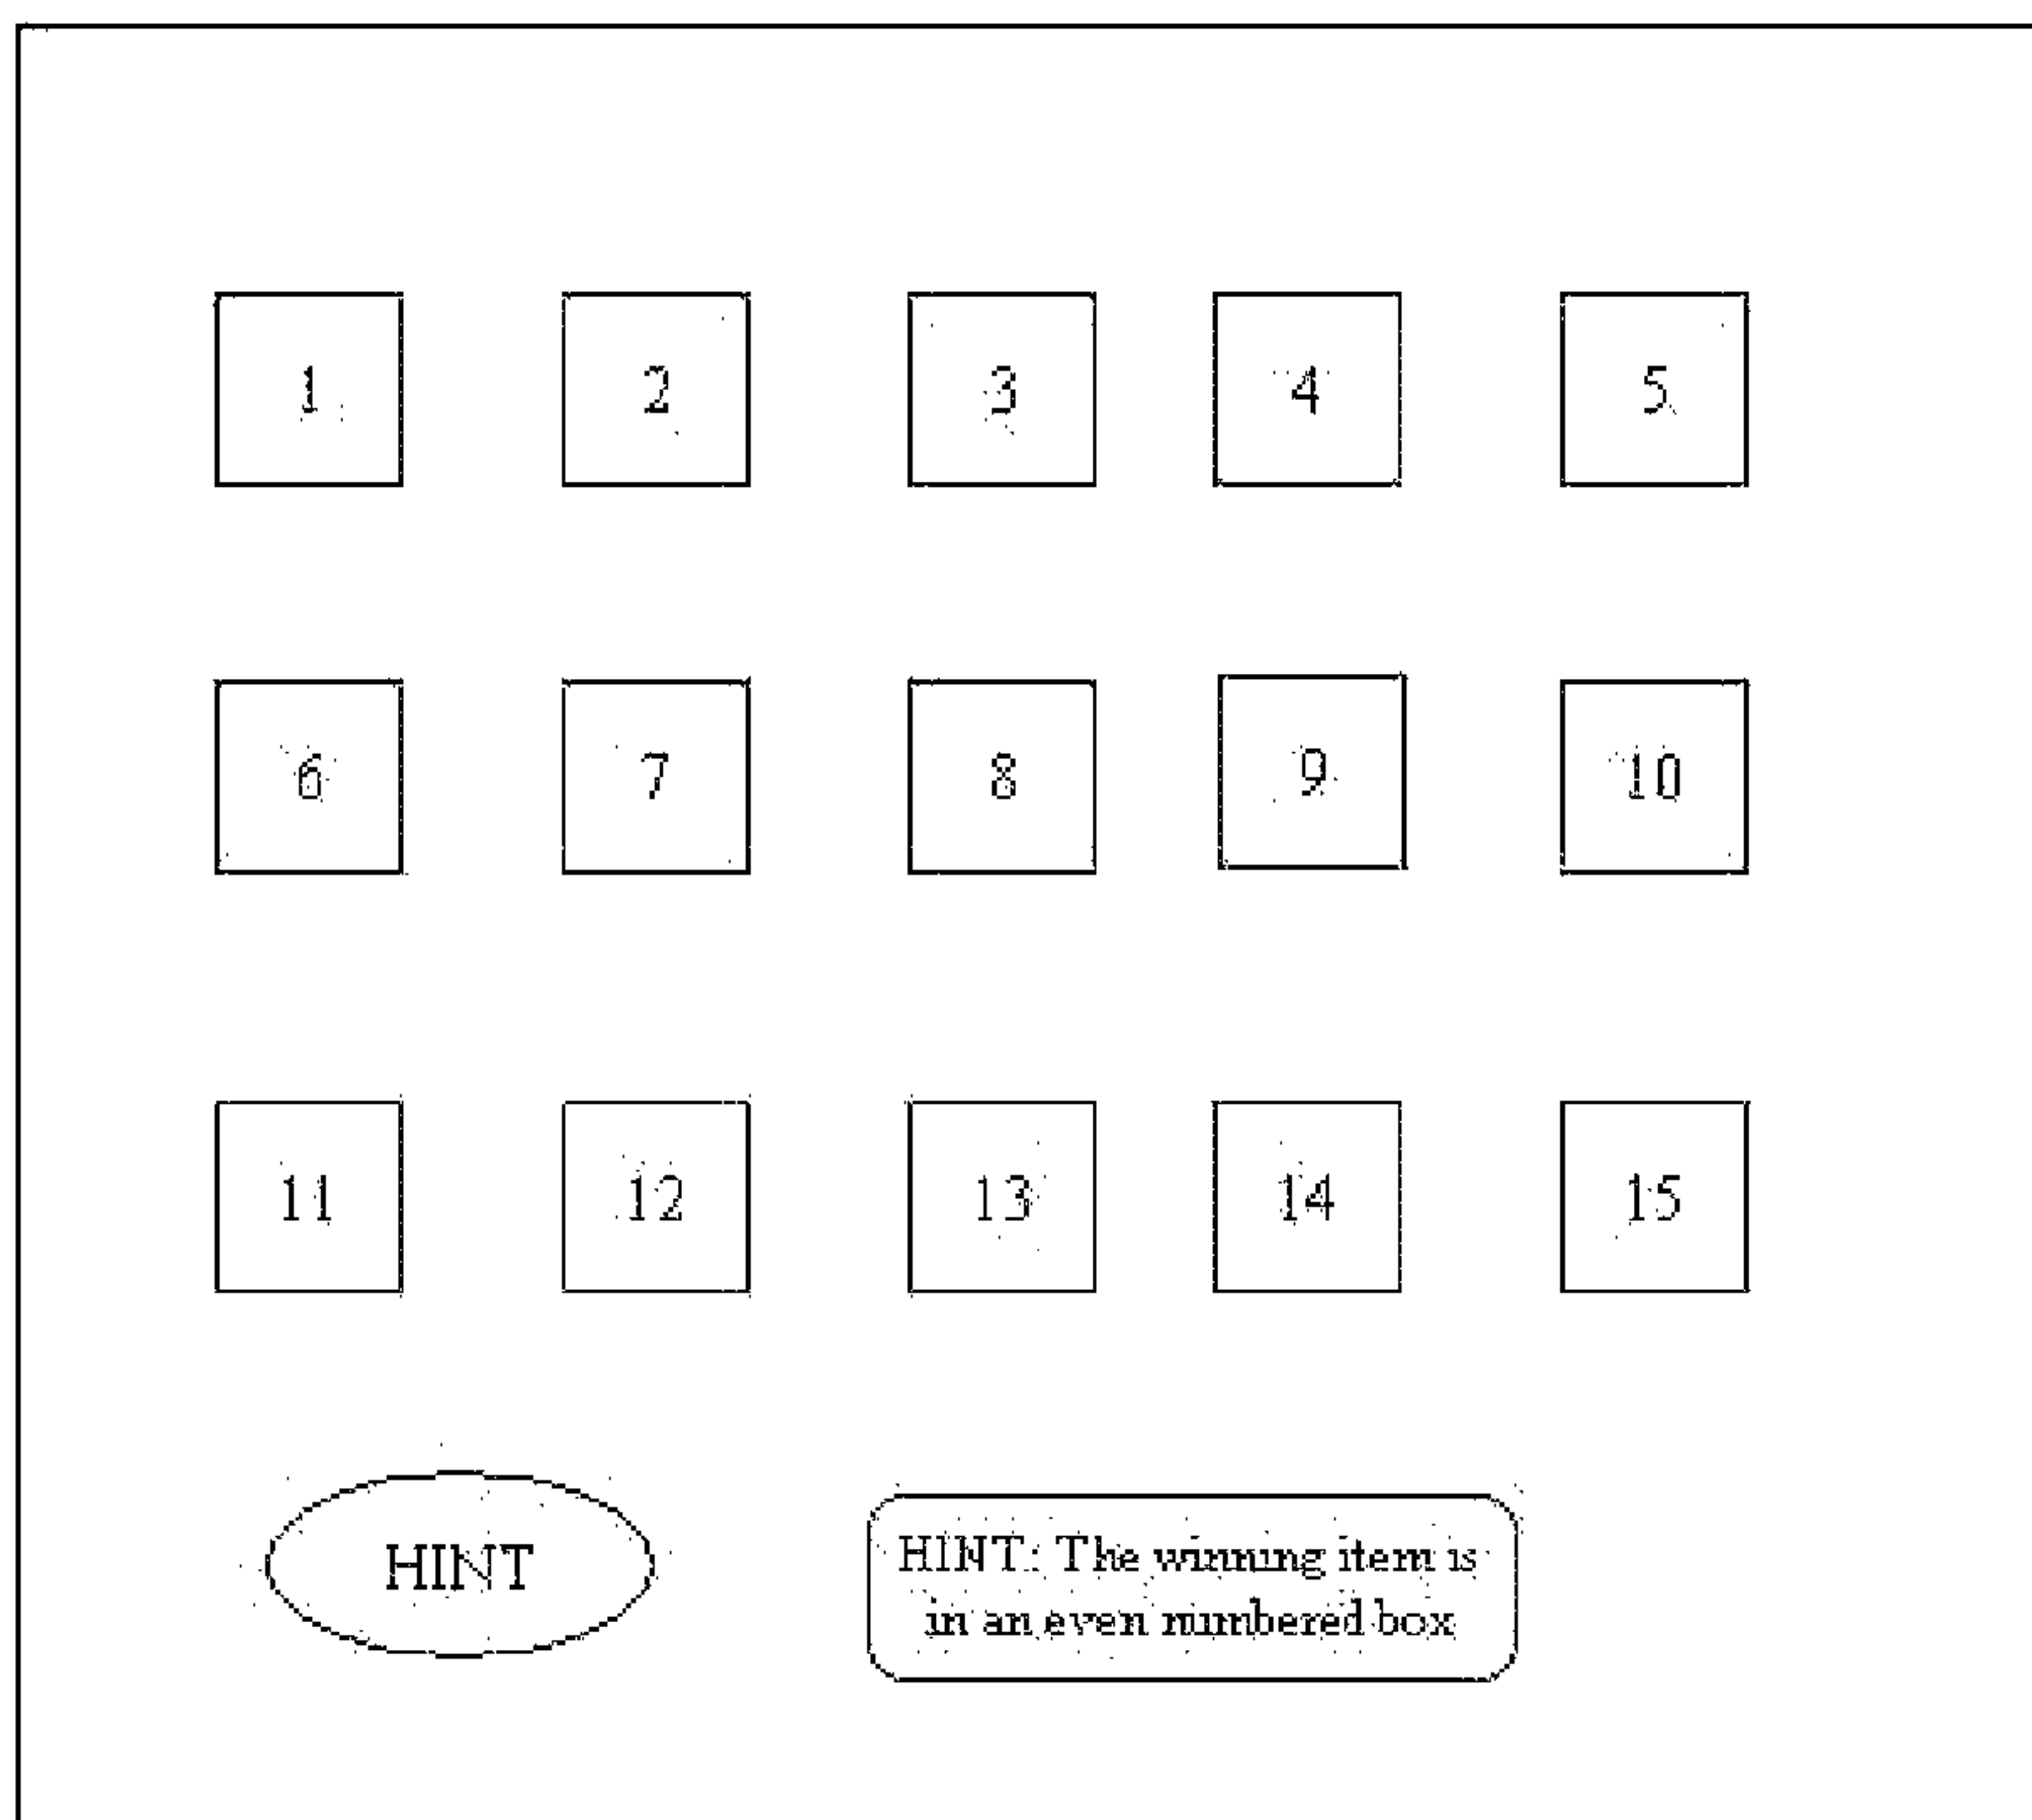 1 2 3 4 5
6 7 8 9 10
11 12 13 14 15
HINT
HINT: The winning item is
in an even numbered box